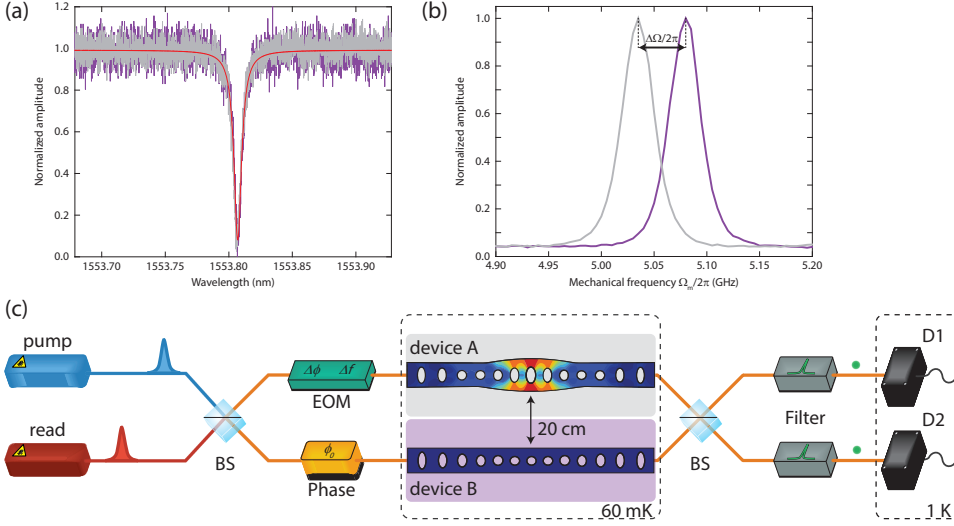 (a)
1.2
1.0
0.8
0.6
0.4
0.2
0.0
Normalized amplitude
1553.70
1553.75
1553.80
1553.85
1553.90
Wavelength (nm)
(b)
ΔΩ/2π
1.0
0.8
0.6
0.4
0.2
0.0
Normalized amplitude
4.90
4.95
5.00
5.05
5.10
5.15
5.20
Mechanical frequency Ωm/2π (GHz)
(c)
pump
read
BS
Δϕ Δf
EOM
ϕ0
Phase
device A
20 cm
device B
60 mK
BS
Filter
D1
D2
1 K